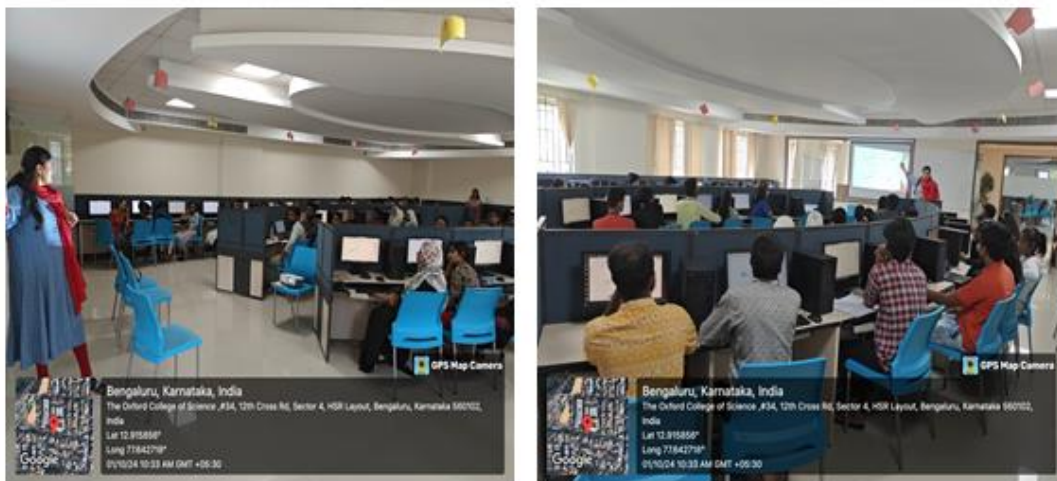 GPS Map Camera
Bengaluru, Karnataka, India
The Oxford College of Science ,#34, 12th Cross Rd, Sector 4, HSR Layout, Bengaluru, Karnataka 560102,
India
Lat 12.915856°
Long 77.642718°
01/10/24 10:33 AM GMT +05:30
Google
GPS Map Camera
Bengaluru, Karnataka, India
The Oxford College of Science ,#34, 12th Cross Rd, Sector 4, HSR Layout, Bengaluru, Karnataka 560102,
India
Lat 12.915856°
Long 77.642718°
01/10/24 10:33 AM GMT +05:30
Google